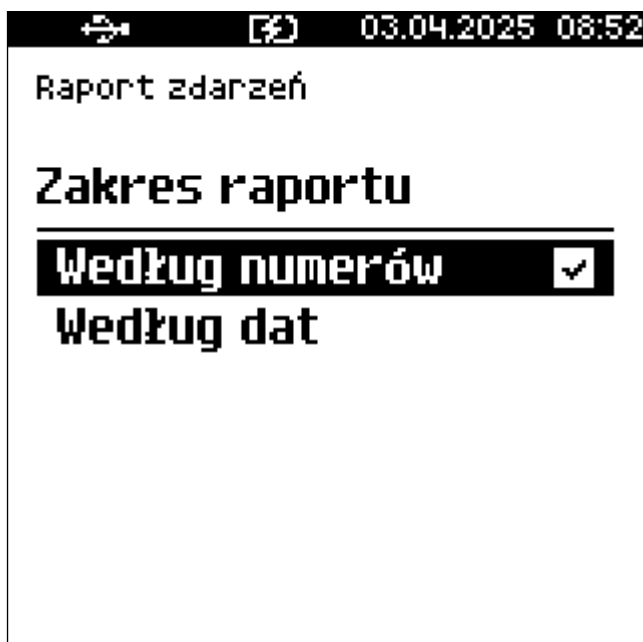 03.04.2025 08:52
Raport zdarzeń
Zakres raportu
Według numerów
Według dat